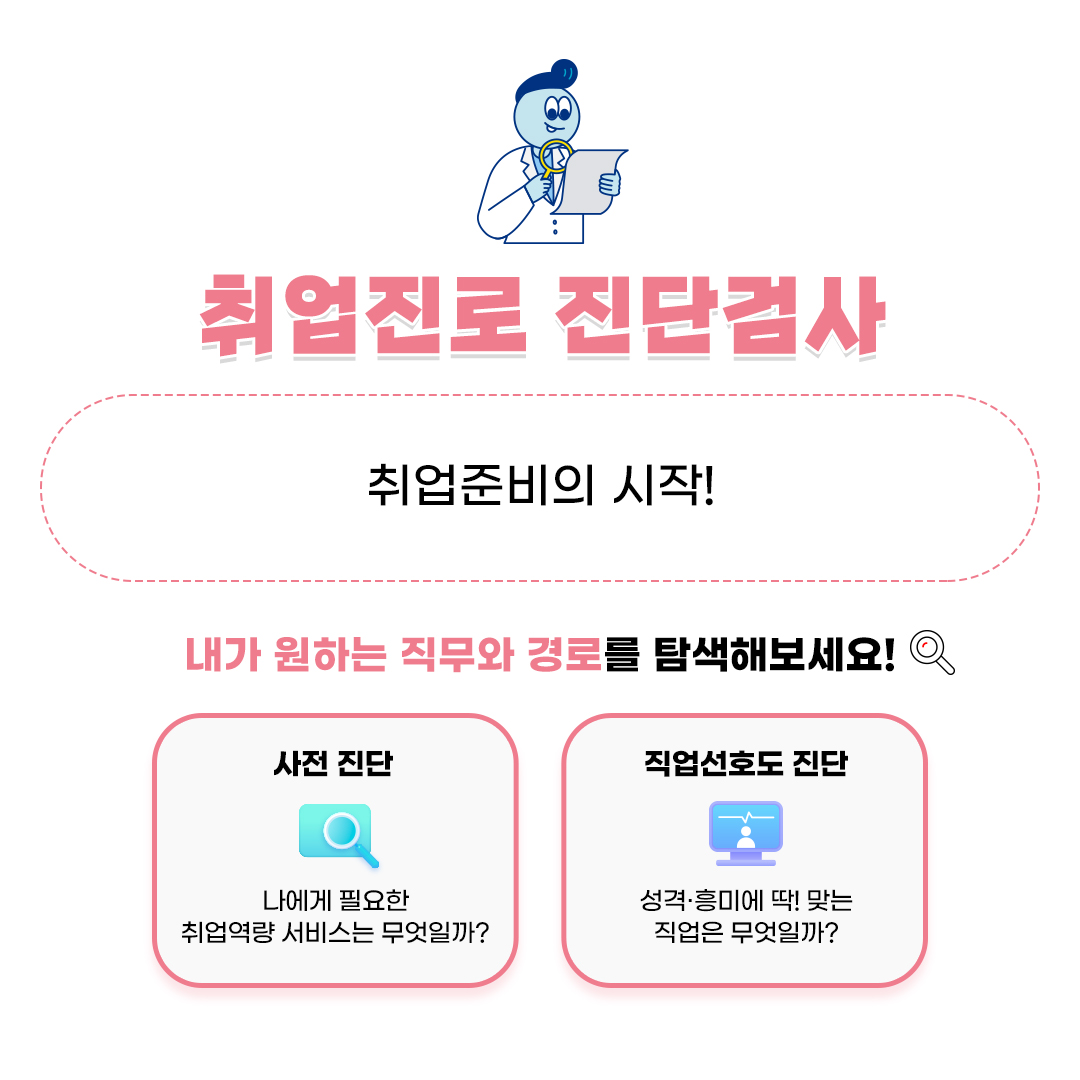 취업진로 진단검사
취업준비의 시작!
내가 원하는 직무와 경로를 탐색해보세요!
사전 진단
나에게 필요한
취업역량 서비스는 무엇일까?
직업선호도 진단
성격·흥미에 딱! 맞는
직업은 무엇일까?